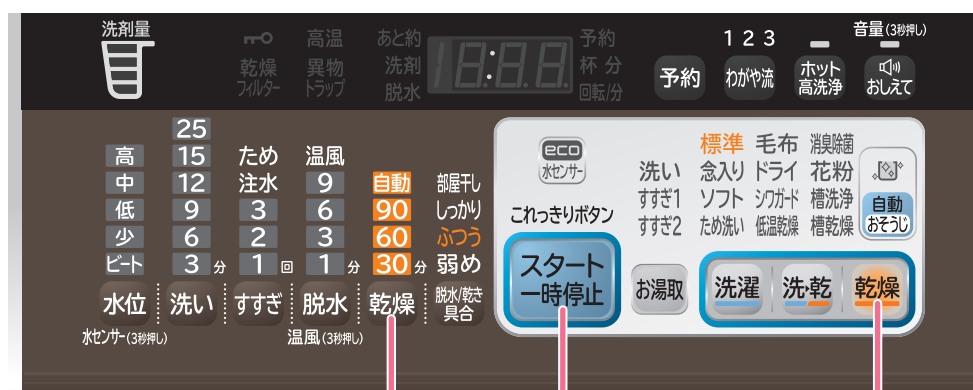 洗剤量
高温
あと約
予約
乾燥
フィルター
異物
トラップ
洗剤
脱水
杯 分
回転/分
1 2 3
音量(3秒押し)
予約
わがや流
ホット
高洗浄
おしえて
25
高 15 ため 温風
中 12 注水 9 自動 部屋干し
低 9 3 6 90 しっかり
少 6 2 3 60 ふつう
ビート 3 分 1 回 1 分 30 分 弱め
水位 洗い すすぎ 脱水 乾燥 脱水/乾き
具合
水センサー(3秒押し)
温風(3秒押し)
eco
水センサー
これっきりボタン
スタート
一時停止
標準 毛布 消臭除菌
洗い 念入り ドライ 花粉
すすぎ1 ソフト シワガード 槽洗浄
すすぎ2 ため洗い 低温乾燥 槽乾燥
自動
おそうじ
お湯取
洗濯
洗・乾
乾燥